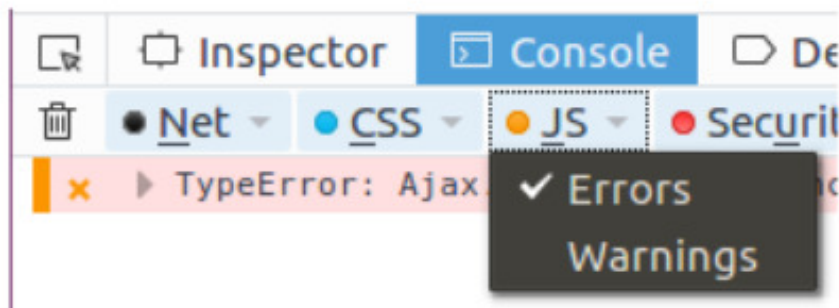 Inspector Console
Net CSS JS
TypeError: Ajax. Errors
Warnings